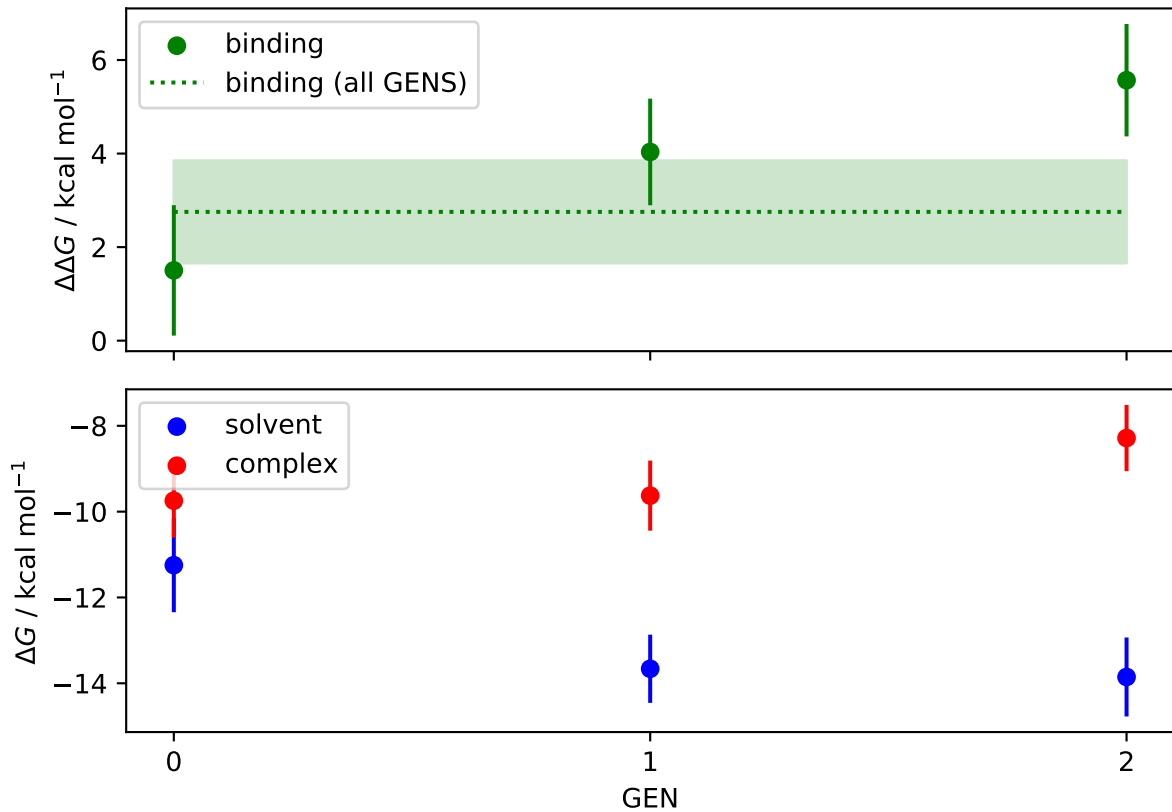 binding
binding (all GENS)
ΔΔG / kcal mol⁻¹
6
4
2
0
solvent
complex
ΔG / kcal mol⁻¹
−8
−10
−12
−14
0 1 2
GEN